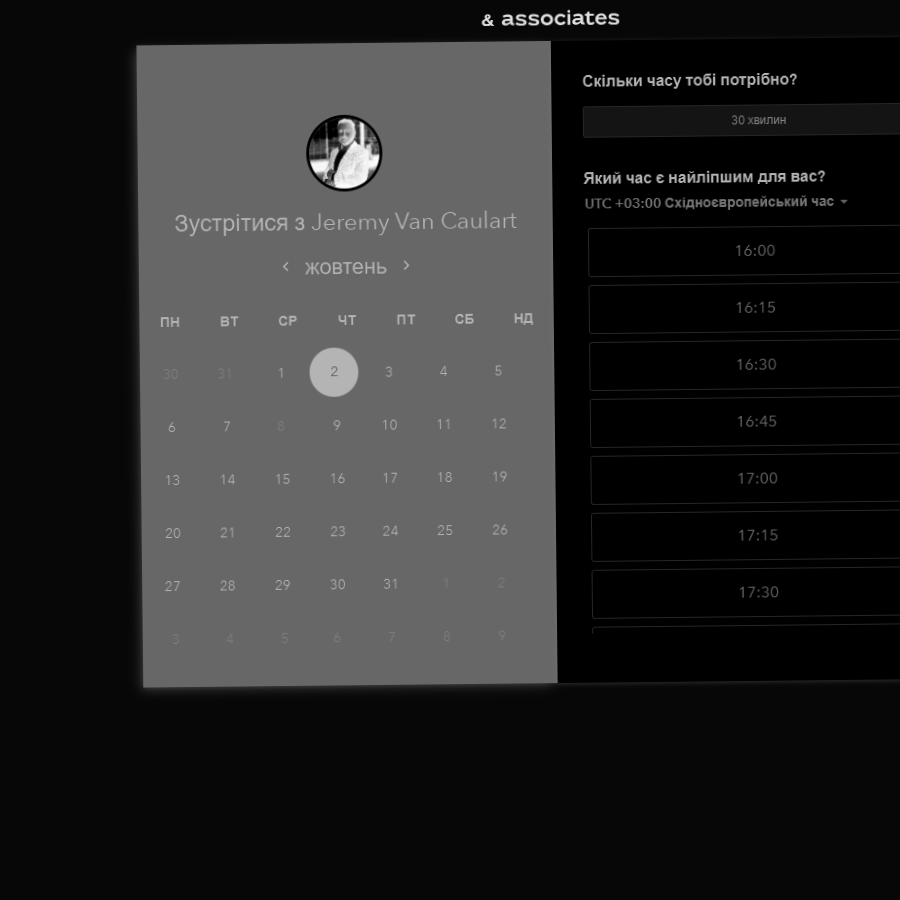 & associates
Зустрітися з Jeremy Van Caulart
жовтень
ПН ВТ СР ЧТ ПТ СБ НД
30 31 1 2 3 4 5
6 7 8 9 10 11 12
13 14 15 16 17 18 19
20 21 22 23 24 25 26
27 28 29 30 31 1 2
3 4 5 6 7 8 9
Скільки часу тобі потрібно?
30 хвилин
Який час є найліпшим для вас?
UTC +03:00 Східноєвропейський час
16:00
16:15
16:30
16:45
17:00
17:15
17:30